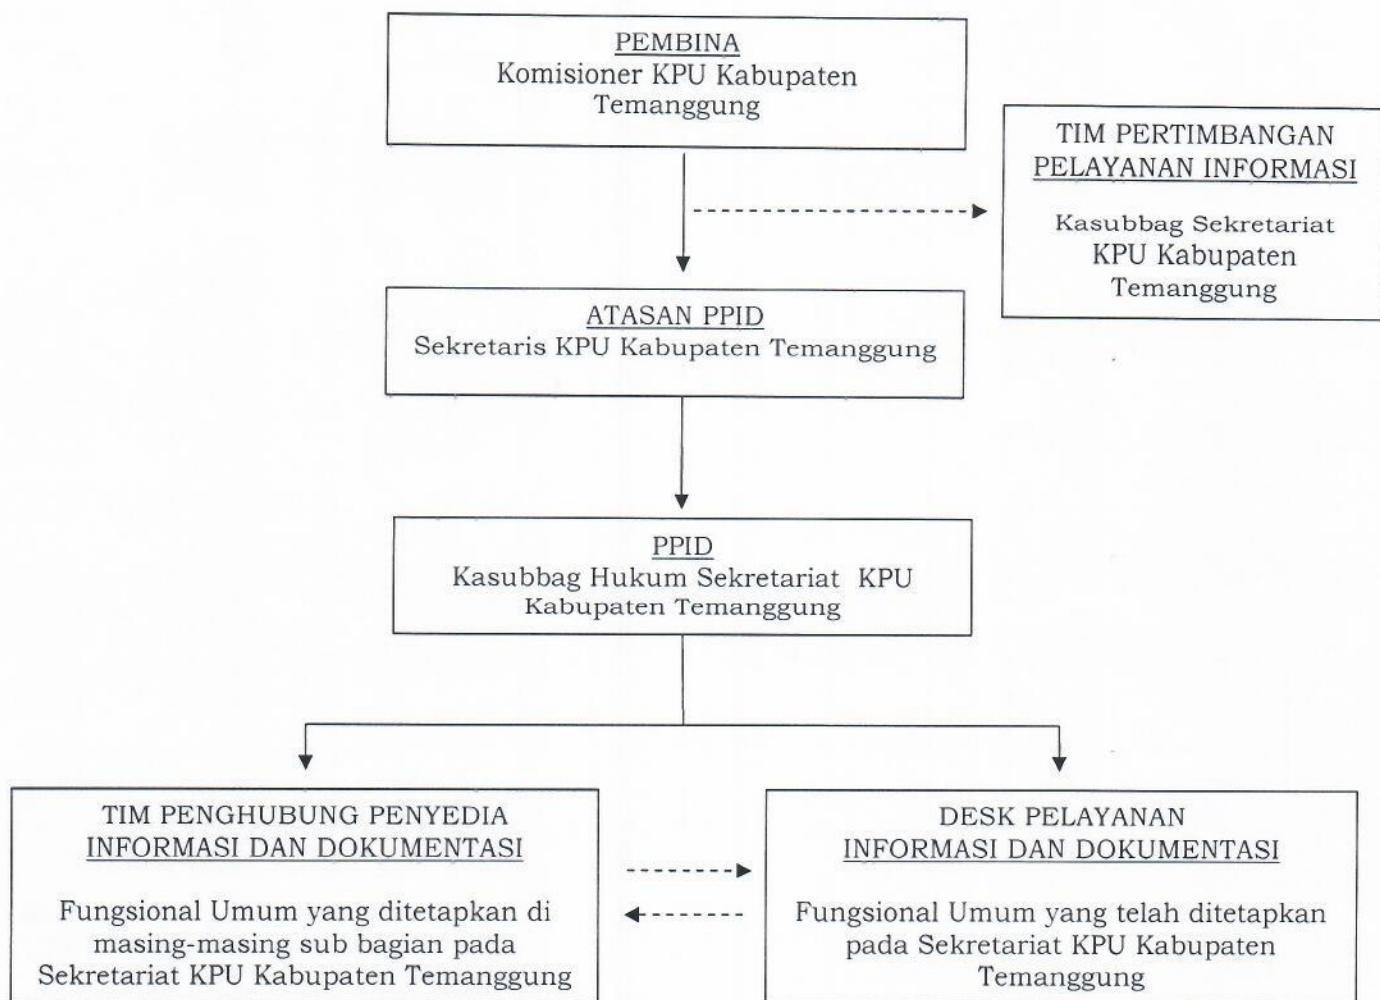 PEMBINA
Komisioner KPU Kabupaten
Temanggung
TIM PERTIMBANGAN
PELAYANAN INFORMASI
Kasubbag Sekretariat
KPU Kabupaten
Temanggung
ATASAN PPID
Sekretaris KPU Kabupaten Temanggung
PPID
Kasubbag Hukum Sekretariat KPU
Kabupaten Temanggung
TIM PENGHUBUNG PENYEDIA
INFORMASI DAN DOKUMENTASI
Fungsional Umum yang ditetapkan di
masing-masing sub bagian pada
Sekretariat KPU Kabupaten Temanggung
DESK PELAYANAN
INFORMASI DAN DOKUMENTASI
Fungsional Umum yang telah ditetapkan
pada Sekretariat KPU Kabupaten
Temanggung